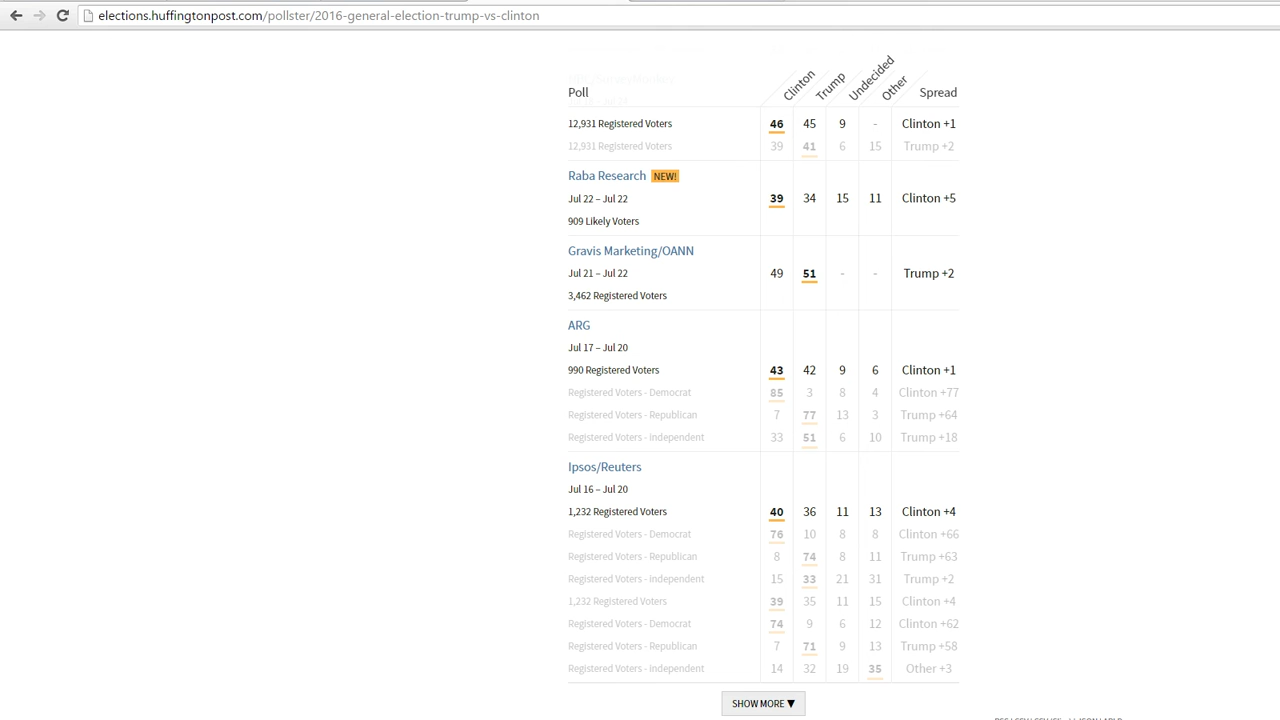 elections.huffingtonpost.com/pollster/2016-general-election-trump-vs-clinton
Poll Clinton Trump Undecided Other Spread
12,931 Registered Voters 46 45 9 - Clinton +1
12,931 Registered Voters 39 41 6 15 Trump +2
Raba Research NEW!
Jul 22 – Jul 22 39 34 15 11 Clinton +5
909 Likely Voters
Gravis Marketing/OANN
Jul 21 – Jul 22 49 51 - - Trump +2
3,462 Registered Voters
ARG
Jul 17 – Jul 20
990 Registered Voters 43 42 9 6 Clinton +1
Registered Voters - Democrat 85 3 8 4 Clinton +77
Registered Voters - Republican 7 77 13 3 Trump +64
Registered Voters - independent 33 51 6 10 Trump +18
Ipsos/Reuters
Jul 16 – Jul 20
1,232 Registered Voters 40 36 11 13 Clinton +4
Registered Voters - Democrat 76 10 8 8 Clinton +66
Registered Voters - Republican 8 74 8 11 Trump +63
Registered Voters - independent 15 33 21 31 Trump +2
1,232 Registered Voters 39 35 11 15 Clinton +4
Registered Voters - Democrat 74 9 6 12 Clinton +62
Registered Voters - Republican 7 71 9 13 Trump +58
Registered Voters - independent 14 32 19 35 Other +3
SHOW MORE ▼